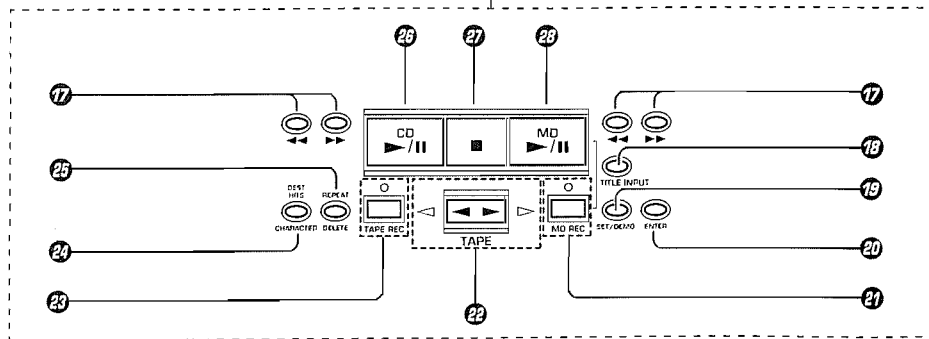 26 27 28
17 17
CD MD
►/II ■ ►/II
◄◄ ►► ◄◄ ►►
18
TITLE INPUT
25
BEST
HITS REPEAT
19
CHARACTER DELETE TAPE REC ◁ ◄ ► ▷ MD REC SET/DEMO ENTER
TAPE
24 20
23 22 21